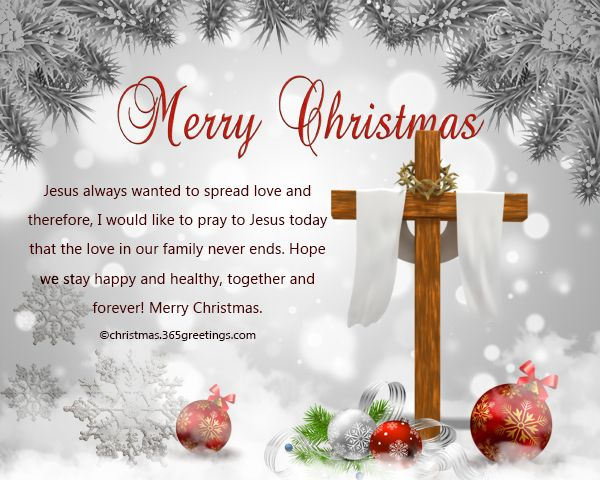 Merry Christmas
Jesus always wanted to spread love and
therefore, I would like to pray to Jesus today
that the love in our family never ends. Hope
we stay happy and healthy, together and
forever! Merry Christmas.
©christmas.365greetings.com